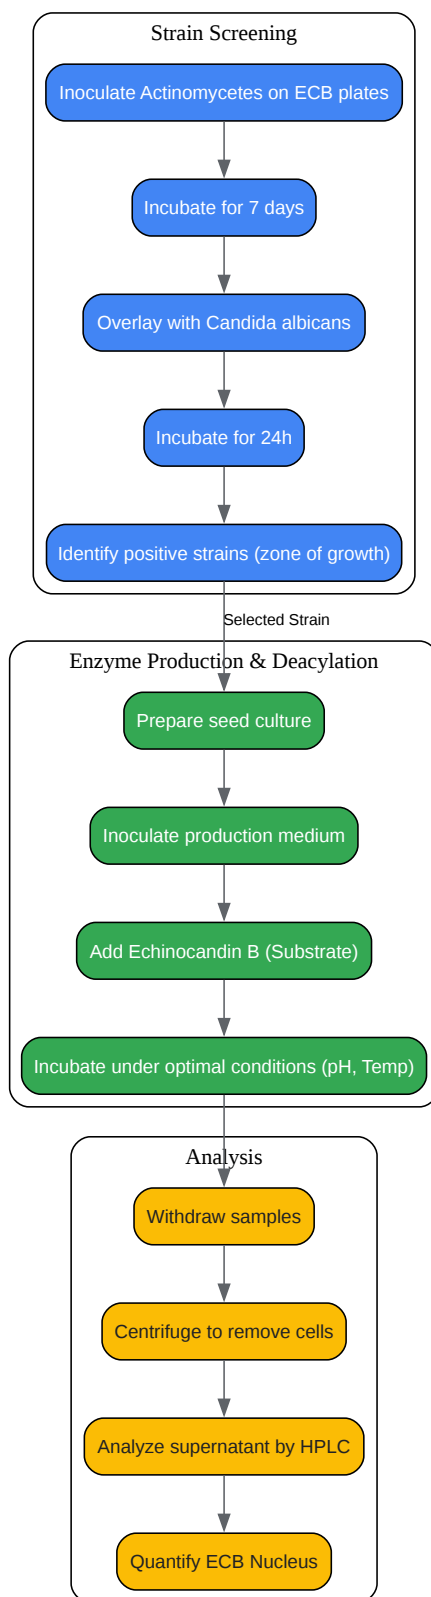 Strain Screening
Inoculate Actinomycetes on ECB plates
Incubate for 7 days
Overlay with Candida albicans
Incubate for 24h
Identify positive strains (zone of growth)
Selected Strain
Enzyme Production & Deacylation
Prepare seed culture
Inoculate production medium
Add Echinocandin B (Substrate)
Incubate under optimal conditions (pH, Temp)
Analysis
Withdraw samples
Centrifuge to remove cells
Analyze supernatant by HPLC
Quantify ECB Nucleus